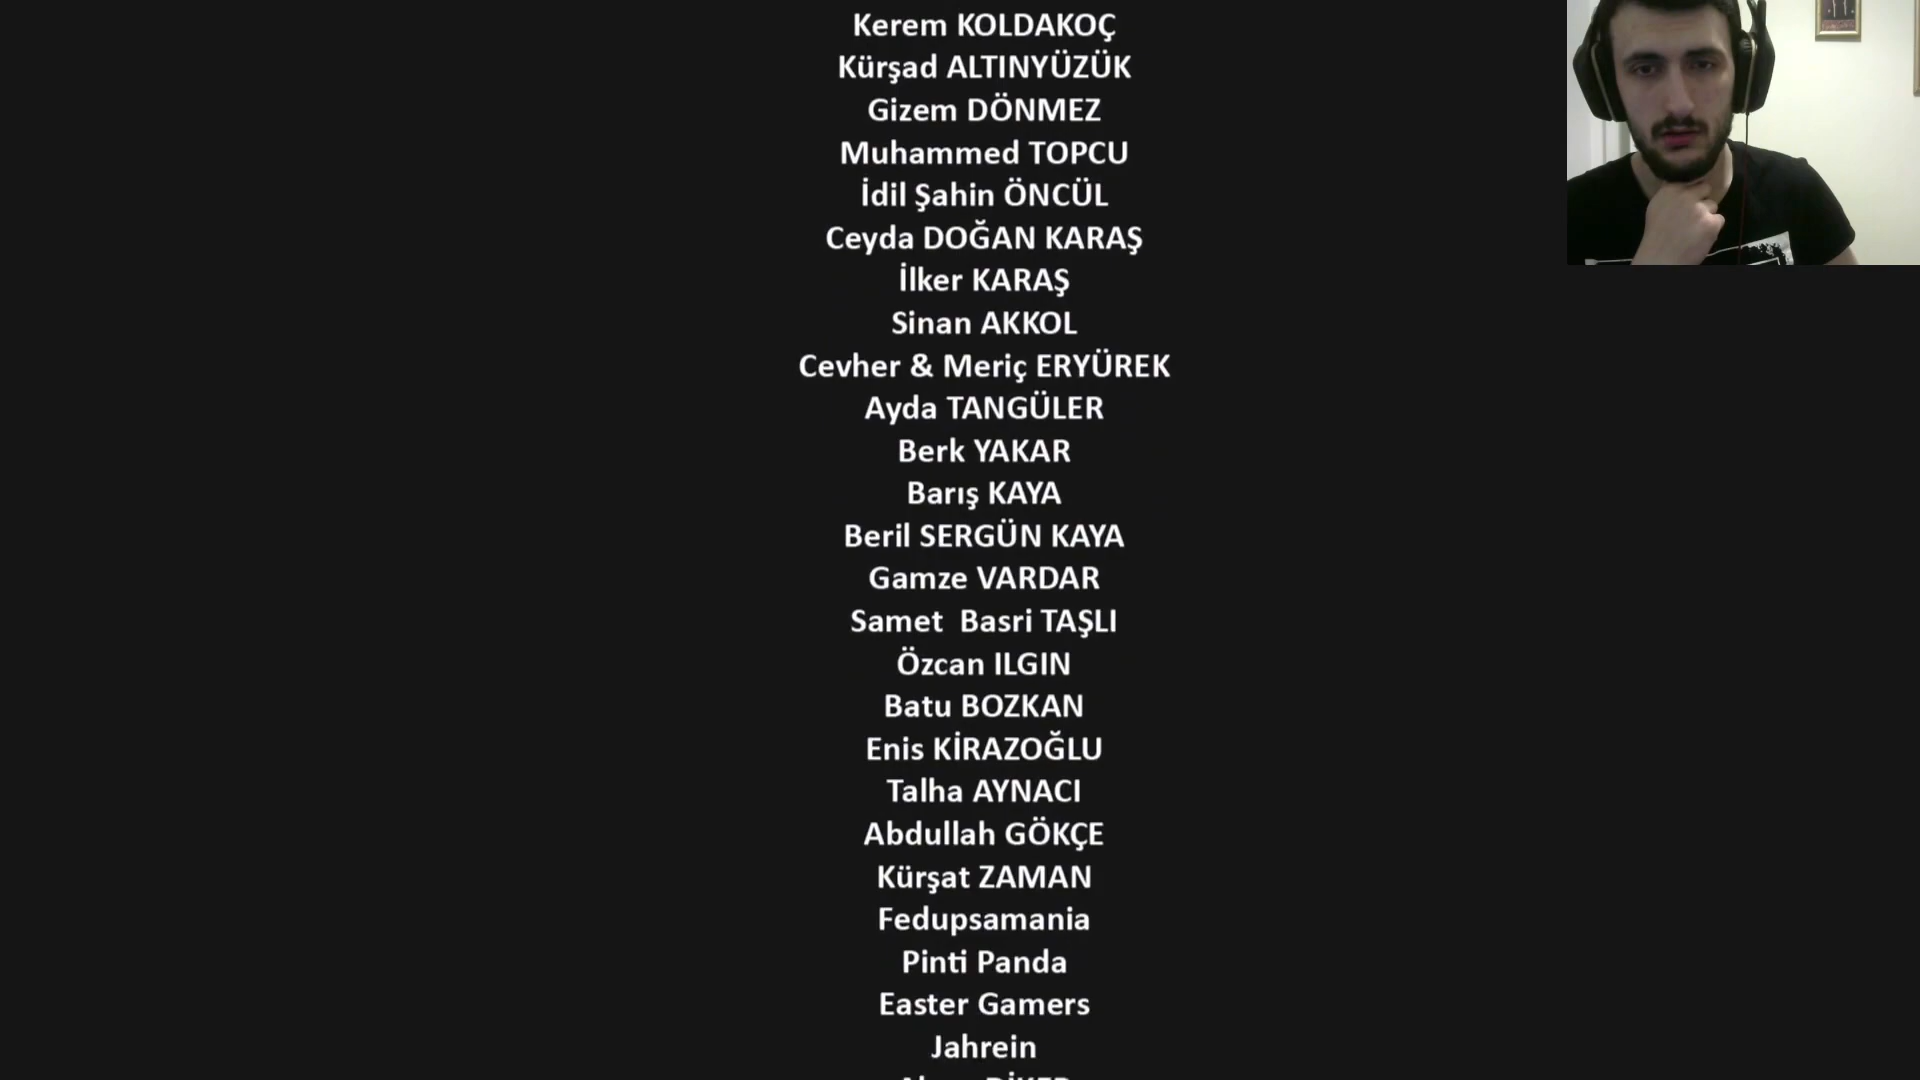 Kerem KOLDAKOÇ
Kürşad ALTINYÜZÜK
Gizem DÖNMEZ
Muhammed TOPCU
İdil Şahin ÖNCÜL
Ceyda DOĞAN KARAŞ
İlker KARAŞ
Sinan AKKOL
Cevher & Meriç ERYÜREK
Ayda TANGÜLER
Berk YAKAR
Barış KAYA
Beril SERGÜN KAYA
Gamze VARDAR
Samet  Basri TAŞLI
Özcan ILGIN
Batu BOZKAN
Enis KİRAZOĞLU
Talha AYNACI
Abdullah GÖKÇE
Kürşat ZAMAN
Fedupsamania
Pinti Panda
Easter Gamers
Jahrein